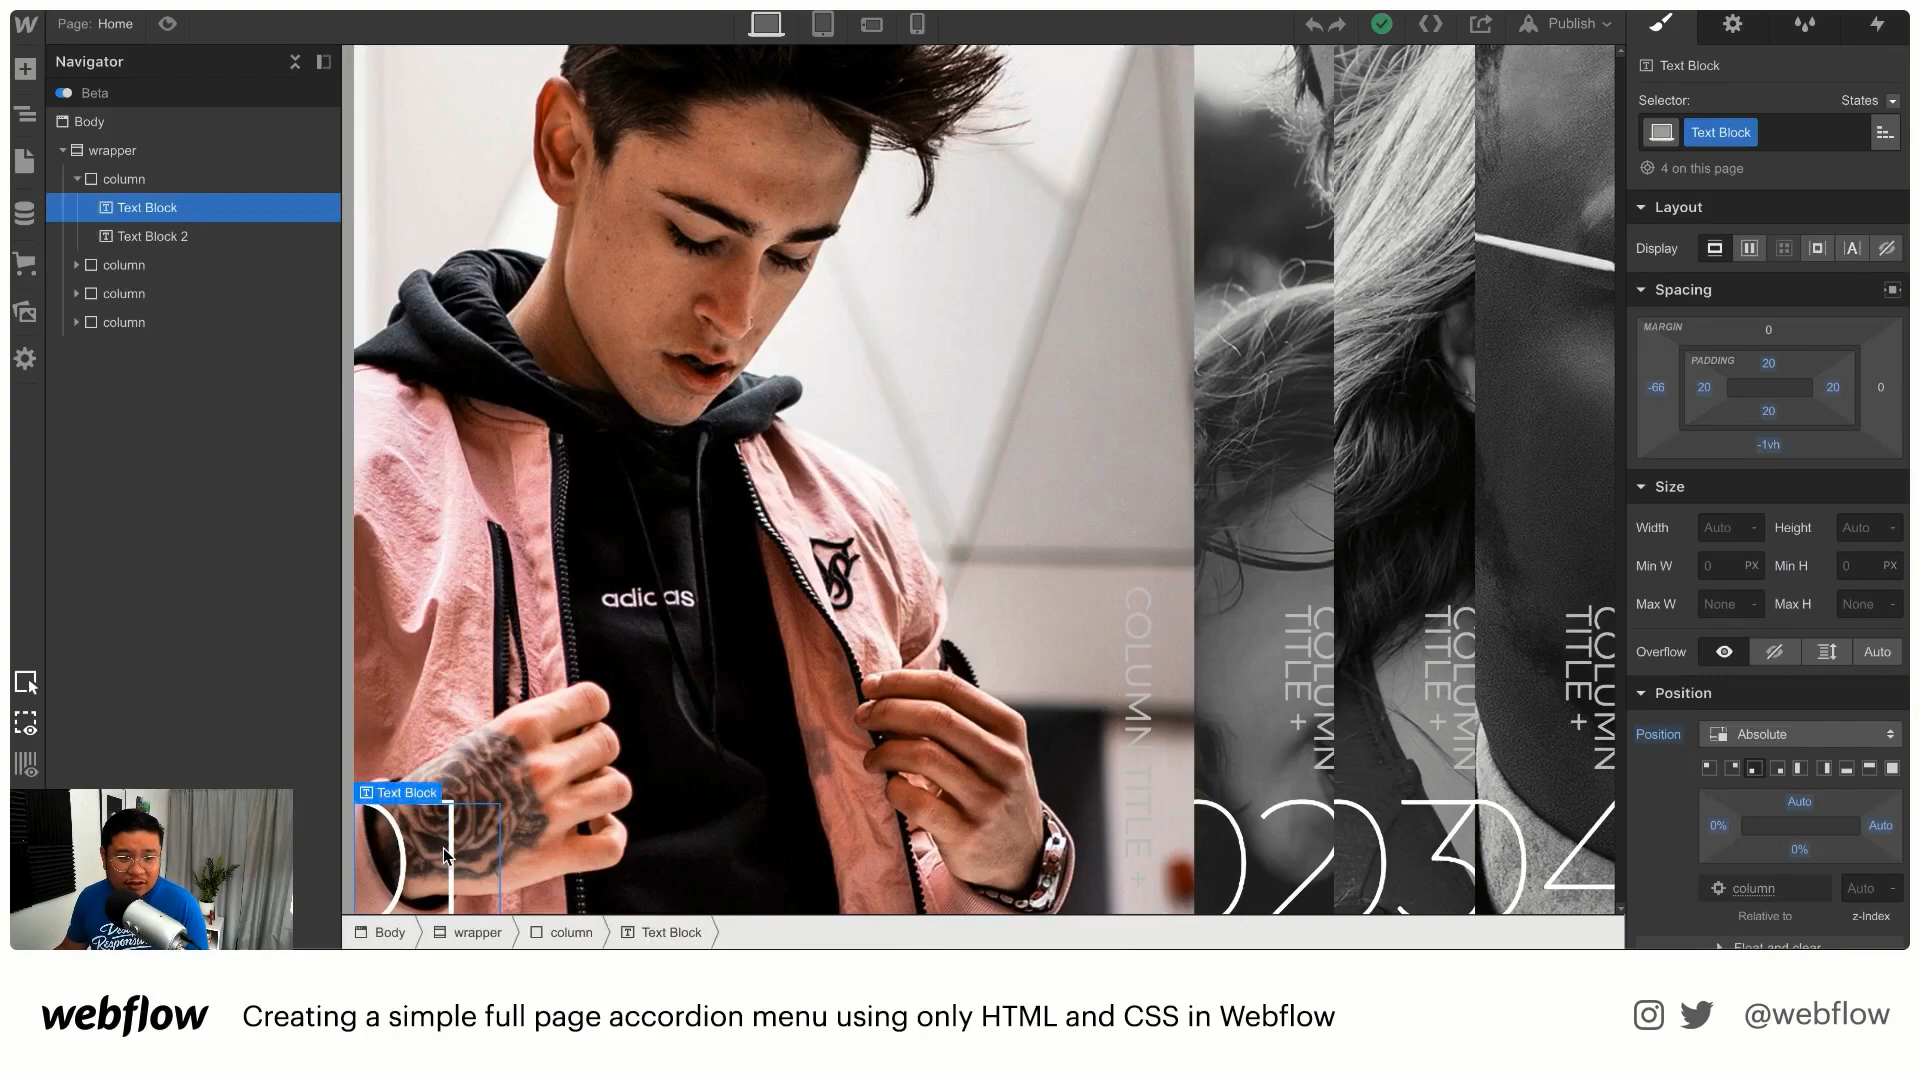 Page: Home
Publish
Navigator
Beta
Body
wrapper
column
Text Block
Text Block 2
column
column
column
adidas
COLUMN TITLE +
COLUMN
TITLE +
COLUMN
TITLE +
COLUMN
TITLE +
Text Block
01
02
03
04
Body
wrapper
column
Text Block
Text Block
Selector:
States
Text Block
4 on this page
Layout
Display
Spacing
MARGIN
0
PADDING
20
-66
20
20
0
20
-1vh
Size
Width
Auto
-
Height
Auto
-
Min W
0
PX
Min H
0
PX
Max W
None
-
Max H
None
-
Overflow
Auto
Position
Position
Absolute
Auto
0%
Auto
0%
column
Auto
-
Relative to
z-Index
Float and clear
webflow
Creating a simple full page accordion menu using only HTML and CSS in Webflow
@webflow